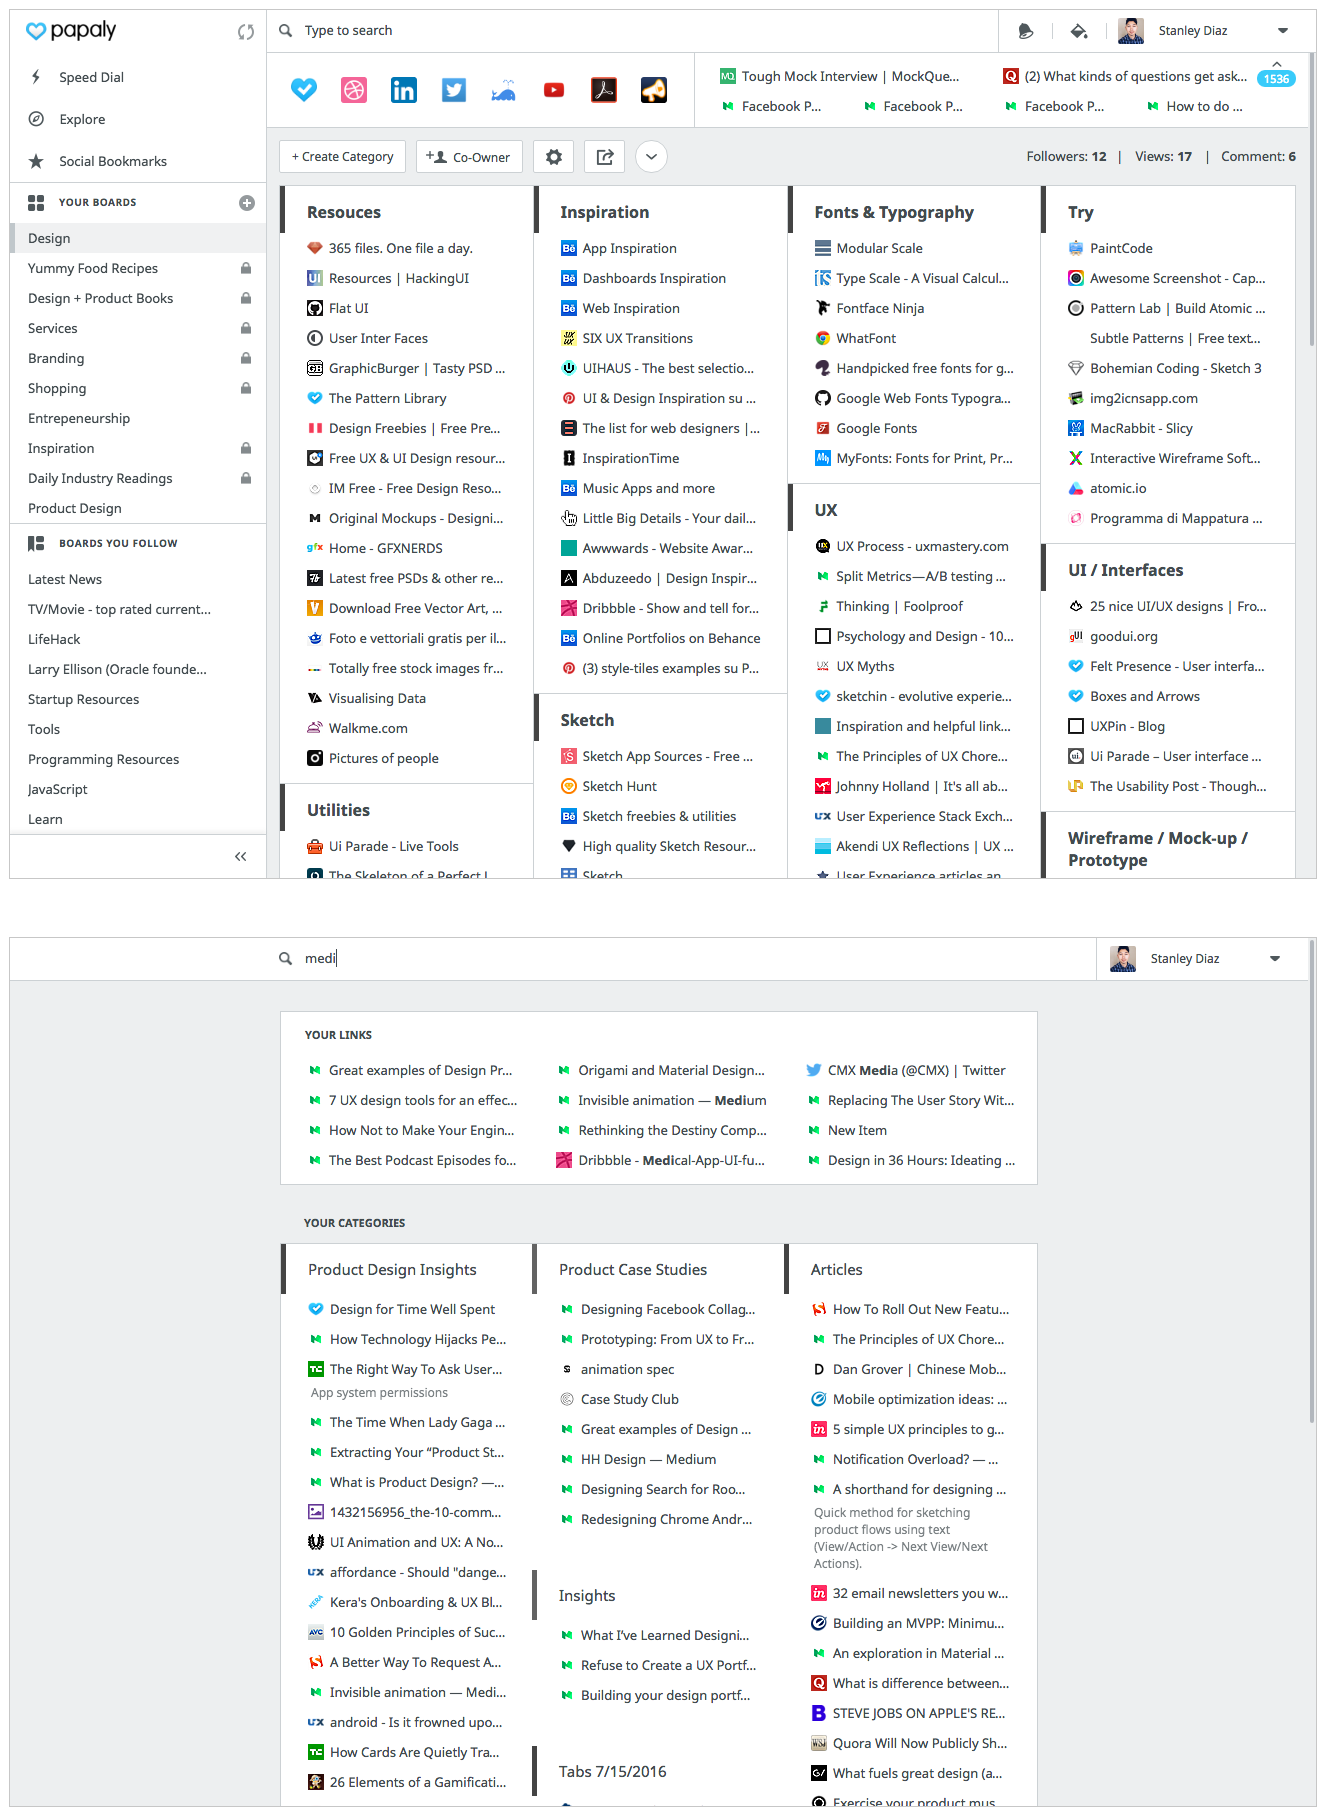 papaly
Type to search
Stanley Diaz
Speed Dial
Explore
Social Bookmarks
YOUR BOARDS
Design
Yummy Food Recipes
Design + Product Books
Services
Branding
Shopping
Entrepeneurship
Inspiration
Daily Industry Readings
Product Design
BOARDS YOU FOLLOW
Latest News
TV/Movie - top rated current...
LifeHack
Larry Ellison (Oracle founde...
Startup Resources
Tools
Programming Resources
JavaScript
Learn
Tough Mock Interview | MockQue...
(2) What kinds of questions get ask...
1536
Facebook P...
Facebook P...
Facebook P...
How to do ...
+ Create Category
Co-Owner
Followers: 12 | Views: 17 | Comment: 6
Resouces
365 files. One file a day.
Resources | HackingUI
Flat UI
User Inter Faces
GraphicBurger | Tasty PSD ...
The Pattern Library
Design Freebies | Free Pre...
Free UX & UI Design resour...
IM Free - Free Design Reso...
Original Mockups - Designi...
Home - GFXNERDS
Latest free PSDs & other re...
Download Free Vector Art, ...
Foto e vettoriali gratis per il...
Totally free stock images fr...
Visualising Data
Walkme.com
Pictures of people
Utilities
Ui Parade - Live Tools
The Skeleton of a Perfect L
Inspiration
App Inspiration
Dashboards Inspiration
Web Inspiration
SIX UX Transitions
UIHAUS - The best selectio...
UI & Design Inspiration su ...
The list for web designers |...
InspirationTime
Music Apps and more
Little Big Details - Your dail...
Awwwards - Website Awar...
Abduzeedo | Design Inspir...
Dribbble - Show and tell for...
Online Portfolios on Behance
(3) style-tiles examples su P...
Sketch
Sketch App Sources - Free ...
Sketch Hunt
Sketch freebies & utilities
High quality Sketch Resour...
Sketch
Fonts & Typography
Modular Scale
Type Scale - A Visual Calcul...
Fontface Ninja
WhatFont
Handpicked free fonts for g...
Google Web Fonts Typogra...
Google Fonts
MyFonts: Fonts for Print, Pr...
UX
UX Process - uxmastery.com
Split Metrics—A/B testing ...
Thinking | Foolproof
Psychology and Design - 10...
UX Myths
sketchin - evolutive experie...
Inspiration and helpful link...
The Principles of UX Chore...
Johnny Holland | It's all ab...
User Experience Stack Exch...
Akendi UX Reflections | UX ...
User Experience articles an
Try
PaintCode
Awesome Screenshot - Cap...
Pattern Lab | Build Atomic ...
Subtle Patterns | Free text...
Bohemian Coding - Sketch 3
img2icnsapp.com
MacRabbit - Slicy
Interactive Wireframe Soft...
atomic.io
Programma di Mappatura ...
UI / Interfaces
25 nice UI/UX designs | Fro...
goodui.org
Felt Presence - User interfa...
Boxes and Arrows
UXPin - Blog
Ui Parade – User interface ...
The Usability Post - Though...
Wireframe / Mock-up /
Prototype
medi
Stanley Diaz
YOUR LINKS
Great examples of Design Pr...
7 UX design tools for an effec...
How Not to Make Your Engin...
The Best Podcast Episodes fo...
Origami and Material Design...
Invisible animation — Medium
Rethinking the Destiny Comp...
Dribbble - Medical-App-UI-fu...
CMX Media (@CMX) | Twitter
Replacing The User Story Wit...
New Item
Design in 36 Hours: Ideating ...
YOUR CATEGORIES
Product Design Insights
Design for Time Well Spent
How Technology Hijacks Pe...
The Right Way To Ask User...
App system permissions
The Time When Lady Gaga ...
Extracting Your “Product St...
What is Product Design? —...
1432156956_the-10-comm...
UI Animation and UX: A No...
affordance - Should "dange...
Kera's Onboarding & UX Bl...
10 Golden Principles of Suc...
A Better Way To Request A...
Invisible animation — Medi...
android - Is it frowned upo...
How Cards Are Quietly Tra...
26 Elements of a Gamificati...
Product Case Studies
Designing Facebook Collag...
Prototyping: From UX to Fr...
animation spec
Case Study Club
Great examples of Design ...
HH Design — Medium
Designing Search for Roo...
Redesigning Chrome Andr...
Insights
What I’ve Learned Designi...
Refuse to Create a UX Portf...
Building your design portf...
Tabs 7/15/2016
Articles
How To Roll Out New Featu...
The Principles of UX Chore...
Dan Grover | Chinese Mob...
Mobile optimization ideas: ...
5 simple UX principles to g...
Notification Overload? — ...
A shorthand for designing ...
Quick method for sketching
product flows using text
(View/Action -> Next View/Next
Actions).
32 email newsletters you w...
Building an MVPP: Minimu...
An exploration in Material ...
What is difference between...
STEVE JOBS ON APPLE'S RE...
Quora Will Now Publicly Sh...
What fuels great design (a...
Exercise your product mus